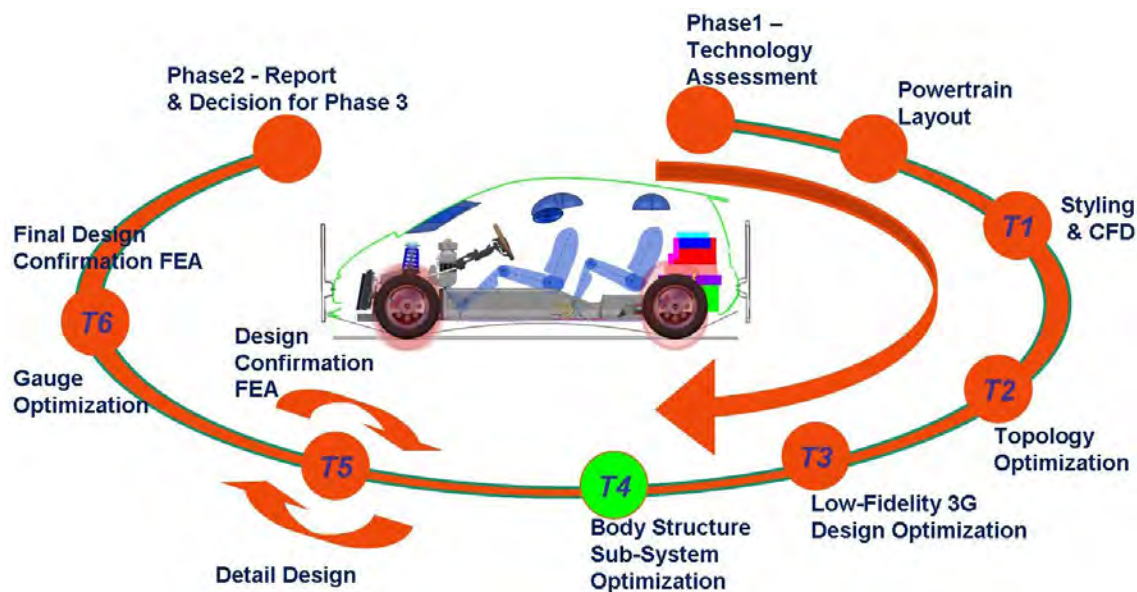 Phase1 –
Technology
Assessment
Powertrain
Layout
T1
Styling
& CFD
T2
Topology
Optimization
T3
Low-Fidelity 3G
Design Optimization
T4
Body Structure
Sub-System
Optimization
T5
Design
Confirmation
FEA
Detail Design
T6
Final Design
Confirmation FEA
Gauge
Optimization
Phase2 - Report
& Decision for Phase 3